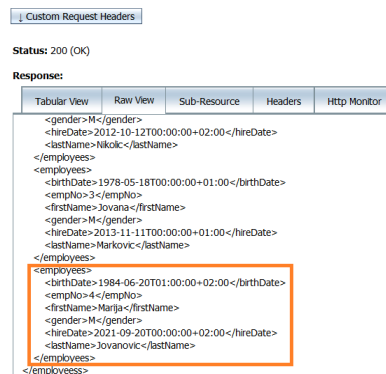 ↓ Custom Request Headers
Status: 200 (OK)
Response:
Tabular View Raw View Sub-Resource Headers Http Monitor
<gender>M</gender>
<hireDate>2012-10-12T00:00:00+02:00</hireDate>
<lastName>Nikolic</lastName>
</employees>
<employees>
<birthDate>1978-05-18T00:00:00+01:00</birthDate>
<empNo>3</empNo>
<firstName>Jovana</firstName>
<gender>M</gender>
<hireDate>2013-11-11T00:00:00+01:00</hireDate>
<lastName>Markovic</lastName>
</employees>
<employees>
<birthDate>1984-06-20T01:00:00+02:00</birthDate>
<empNo>4</empNo>
<firstName>Marija</firstName>
<gender>M</gender>
<hireDate>2021-09-20T00:00:00+02:00</hireDate>
<lastName>Jovanovic</lastName>
</employees>
</employeess>